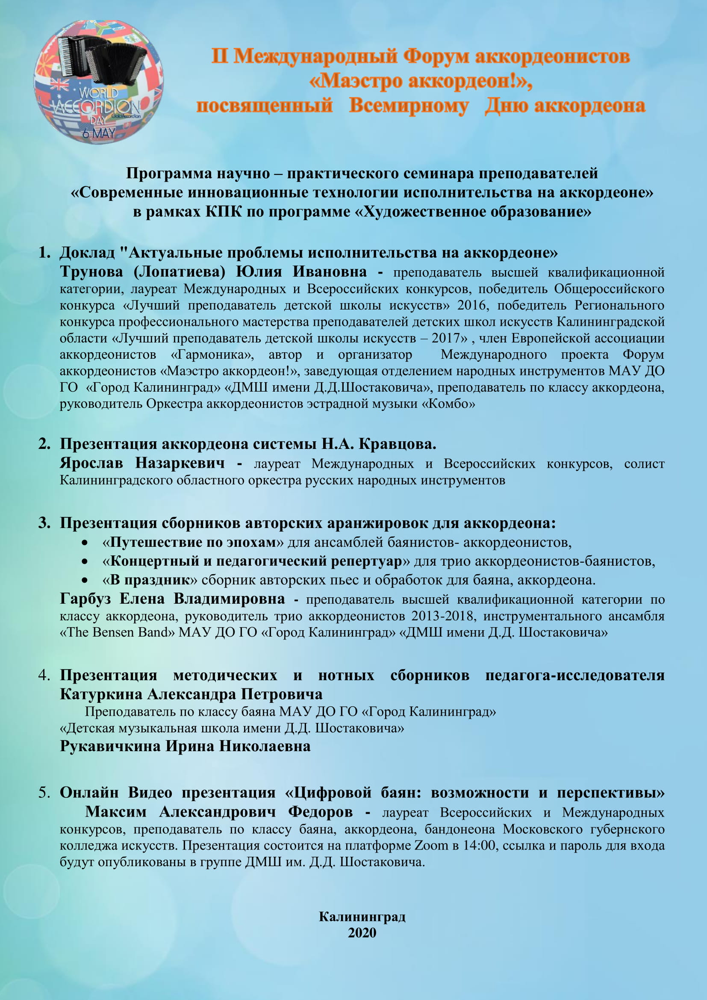 WORLD
ACCORDION
GoldAccordion
DAY
6 MAY
II Международный Форум аккордеонистов
«Маэстро аккордеон!»,
посвященный Всемирному Дню аккордеона
Программа научно – практического семинара преподавателей
«Современные инновационные технологии исполнительства на аккордеоне»
в рамках КПК по программе «Художественное образование»
1. Доклад "Актуальные проблемы исполнительства на аккордеоне»
Трунова (Лопатиева) Юлия Ивановна - преподаватель высшей квалификационной
категории, лауреат Международных и Всероссийских конкурсов, победитель Общероссийского
конкурса «Лучший преподаватель детской школы искусств» 2016, победитель Регионального
конкурса профессионального мастерства преподавателей детских школ искусств Калининградской
области «Лучший преподаватель детской школы искусств – 2017» , член Европейской ассоциации
аккордеонистов «Гармоника», автор и организатор Международного проекта Форум
аккордеонистов «Маэстро аккордеон!», заведующая отделением народных инструментов МАУ ДО
ГО «Город Калининград» «ДМШ имени Д.Д.Шостаковича», преподаватель по классу аккордеона,
руководитель Оркестра аккордеонистов эстрадной музыки «Комбо»
2. Презентация аккордеона системы Н.А. Кравцова.
Ярослав Назаркевич - лауреат Международных и Всероссийских конкурсов, солист
Калининградского областного оркестра русских народных инструментов
3. Презентация сборников авторских аранжировок для аккордеона:
• «Путешествие по эпохам» для ансамблей баянистов- аккордеонистов,
• «Концертный и педагогический репертуар» для трио аккордеонистов-баянистов,
• «В праздник» сборник авторских пьес и обработок для баяна, аккордеона.
Гарбуз Елена Владимировна - преподаватель высшей квалификационной категории по
классу аккордеона, руководитель трио аккордеонистов 2013-2018, инструментального ансамбля
«The Bensen Band» МАУ ДО ГО «Город Калининград» «ДМШ имени Д.Д. Шостаковича»
4. Презентация методических и нотных сборников педагога-исследователя
Катуркина Александра Петровича
Преподаватель по классу баяна МАУ ДО ГО «Город Калининград»
«Детская музыкальная школа имени Д.Д. Шостаковича»
Рукавичкина Ирина Николаевна
5. Онлайн Видео презентация «Цифровой баян: возможности и перспективы»
Максим Александрович Федоров - лауреат Всероссийских и Международных
конкурсов, преподаватель по классу баяна, аккордеона, бандонеона Московского губернского
колледжа искусств. Презентация состоится на платформе Zoom в 14:00, ссылка и пароль для входа
будут опубликованы в группе ДМШ им. Д.Д. Шостаковича.
Калининград
2020